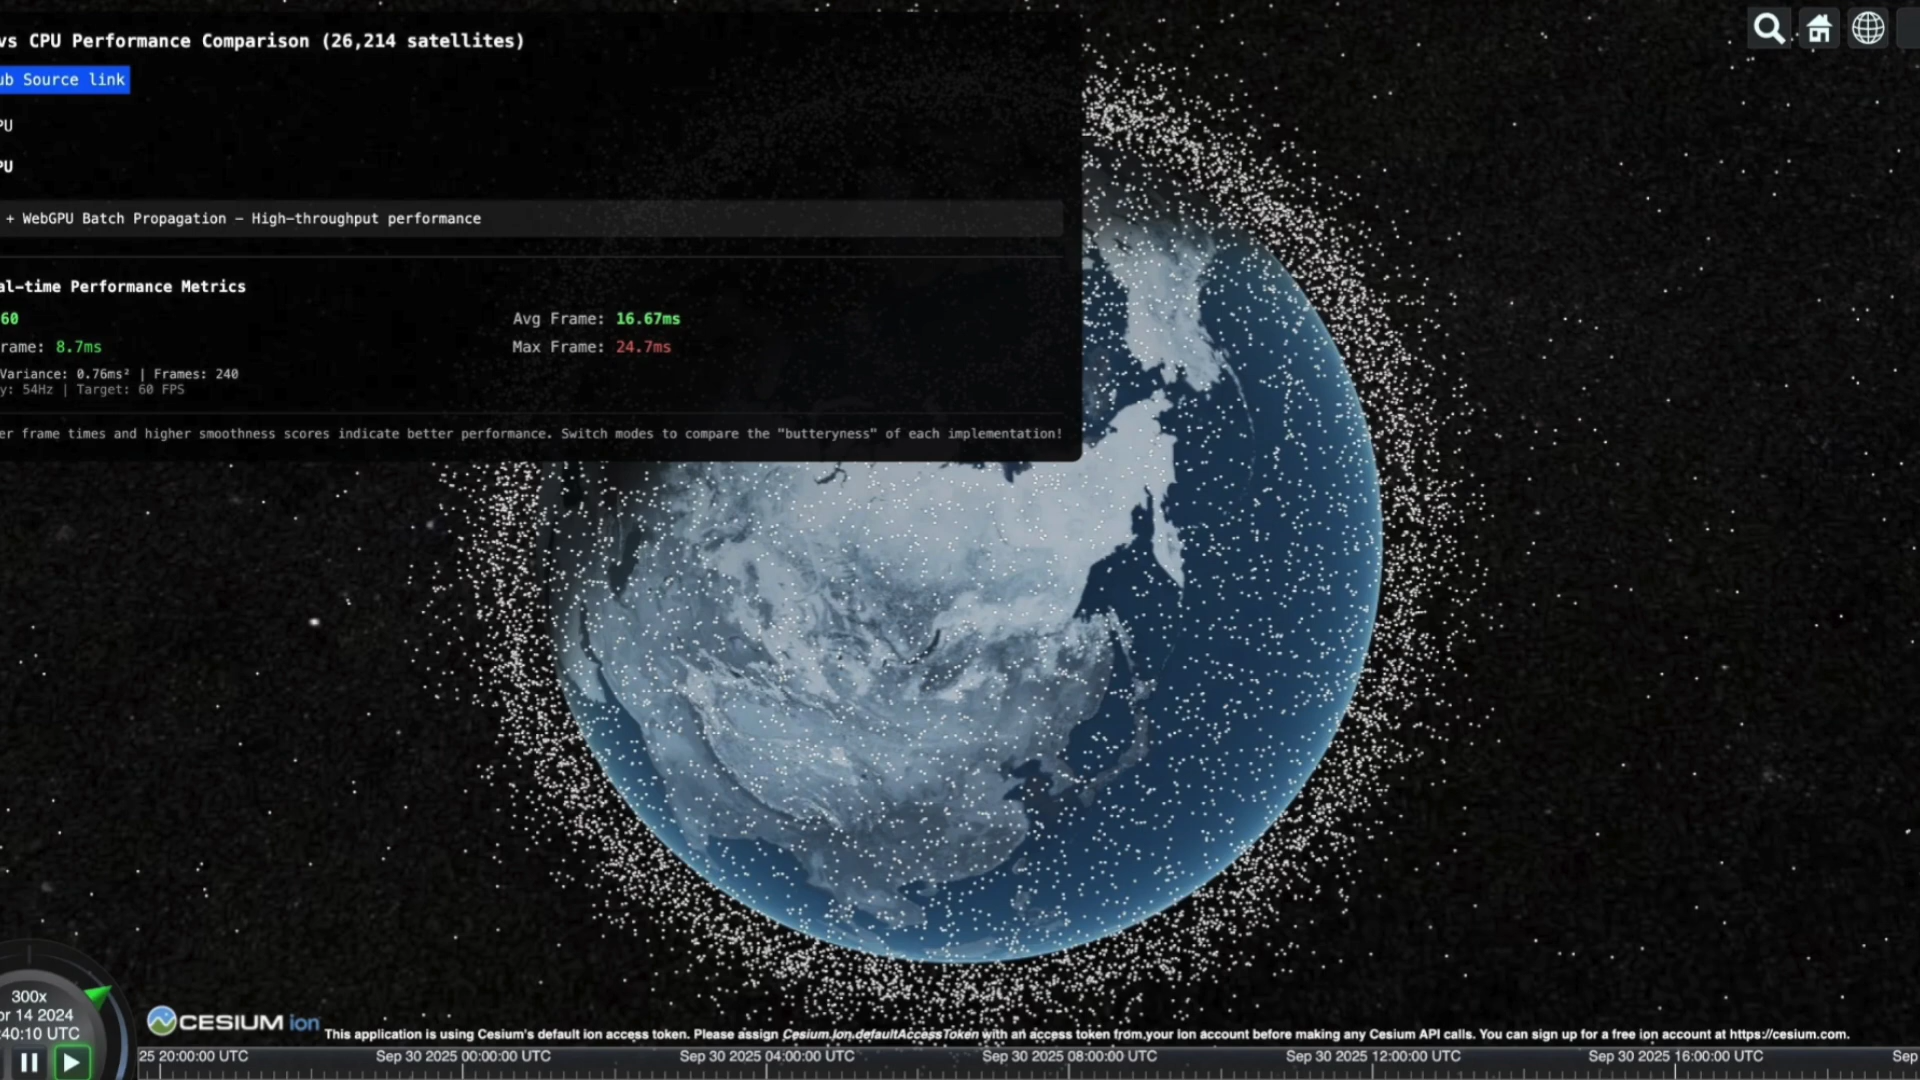 vs CPU Performance Comparison (26,214 satellites)
ub Source link
PU
PU
+ WebGPU Batch Propagation – High-throughput performance
al-time Performance Metrics
60
Avg Frame: 16.67ms
rame: 8.7ms
Max Frame: 24.7ms
Variance: 0.76ms² | Frames: 240
y: 54Hz | Target: 60 FPS
er frame times and higher smoothness scores indicate better performance. Switch modes to compare the "butteryness" of each implementation!
300x
pr 14 2024
:40:10 UTC
CESIUM ion
This application is using Cesium's default ion access token. Please assign Cesium.Ion.defaultAccessToken with an access token from your ion account before making any Cesium API calls. You can sign up for a free ion account at https://cesium.com.
25 20:00:00 UTC Sep 30 2025 00:00:00 UTC Sep 30 2025 04:00:00 UTC Sep 30 2025 08:00:00 UTC Sep 30 2025 12:00:00 UTC Sep 30 2025 16:00:00 UTC Sep